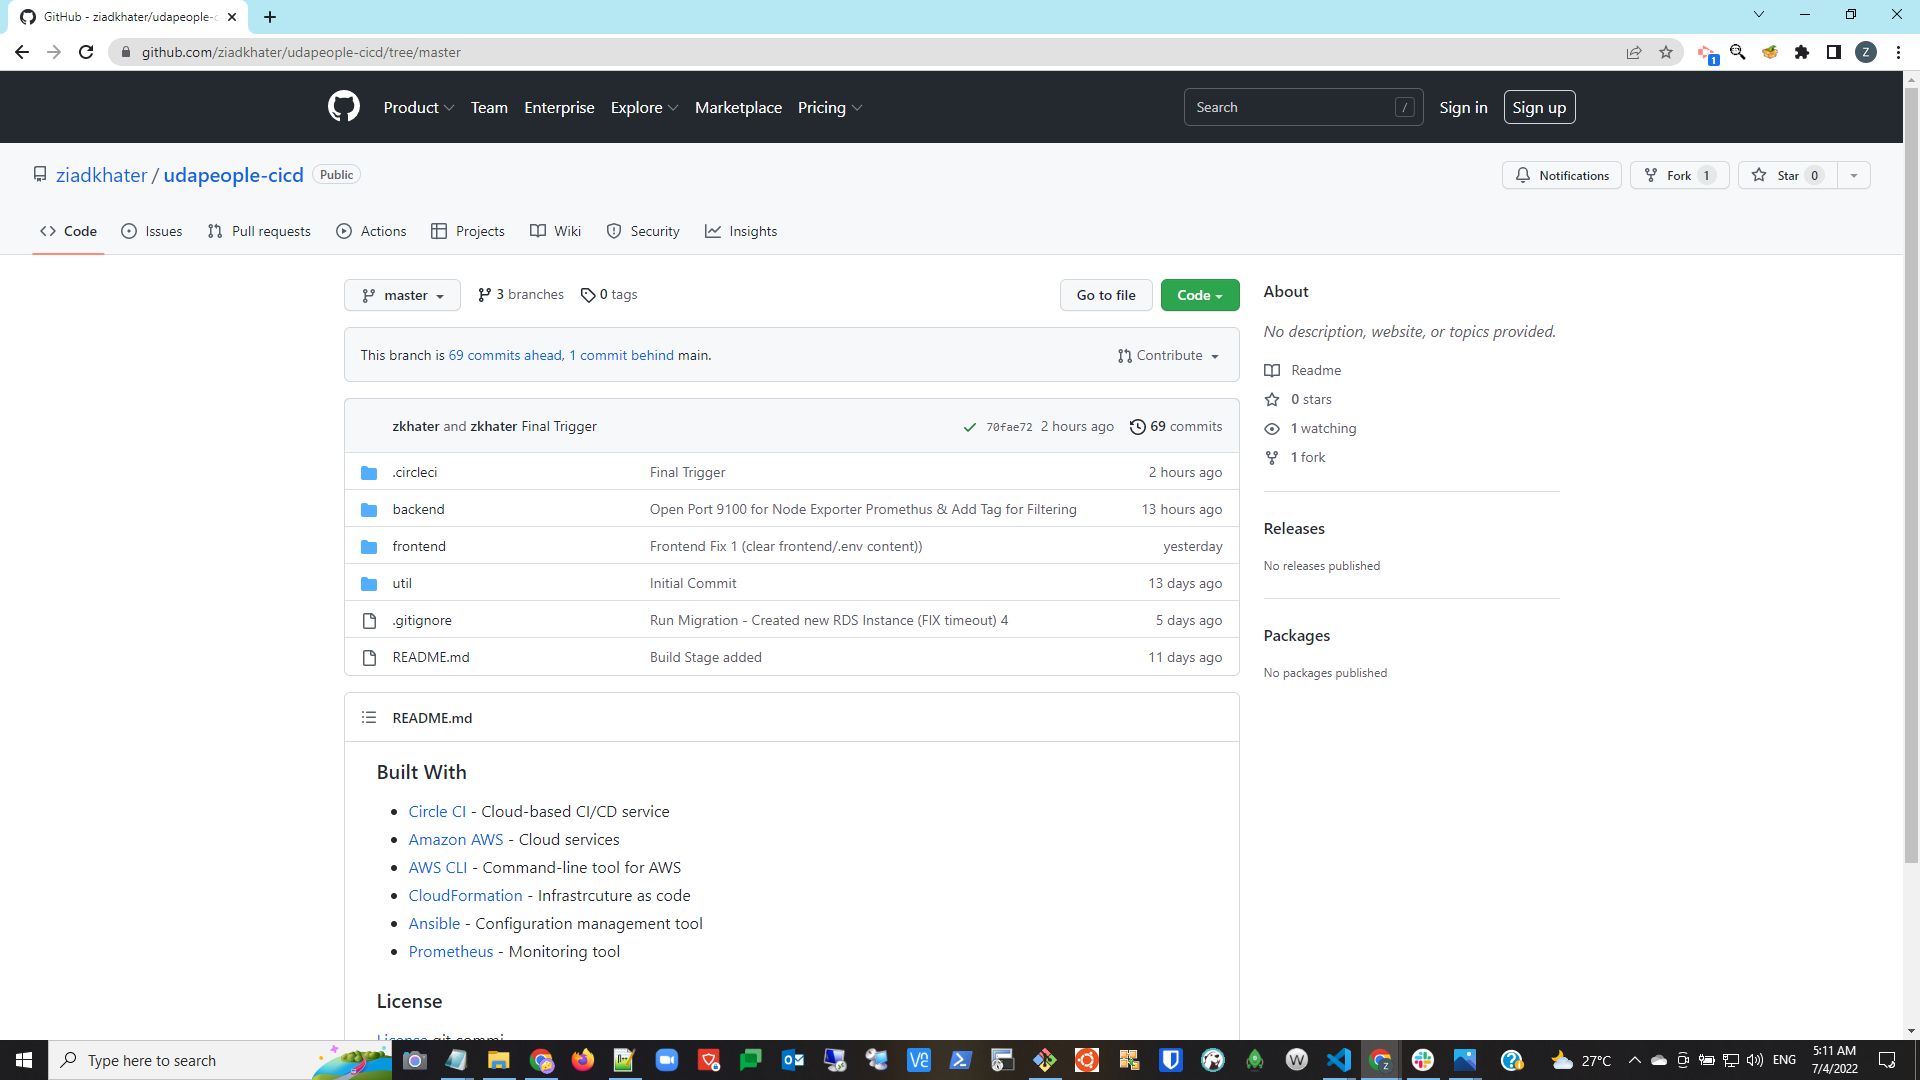 GitHub - ziadkhater/udapeople-c
github.com/ziadkhater/udapeople-cicd/tree/master
1
Z
Product
Team
Enterprise
Explore
Marketplace
Pricing
Search
/
Sign in
Sign up
ziadkhater / udapeople-cicd
Public
Notifications
Fork 1
Star 0
Code
Issues
Pull requests
Actions
Projects
Wiki
Security
Insights
master
3 branches
0 tags
Go to file
Code
This branch is 69 commits ahead, 1 commit behind main.
Contribute
zkhater and zkhater Final Trigger
70fae72 2 hours ago
69 commits
.circleci Final Trigger 2 hours ago
backend Open Port 9100 for Node Exporter Promethus & Add Tag for Filtering 13 hours ago
frontend Frontend Fix 1 (clear frontend/.env content)) yesterday
util Initial Commit 13 days ago
.gitignore Run Migration - Created new RDS Instance (FIX timeout) 4 5 days ago
README.md Build Stage added 11 days ago
README.md
Built With
Circle CI - Cloud-based CI/CD service
Amazon AWS - Cloud services
AWS CLI - Command-line tool for AWS
CloudFormation - Infrastrcuture as code
Ansible - Configuration management tool
Prometheus - Monitoring tool
License
License git commi
About
No description, website, or topics provided.
Readme
0 stars
1 watching
1 fork
Releases
No releases published
Packages
No packages published
Type here to search
27°C
ENG
5:11 AM
7/4/2022